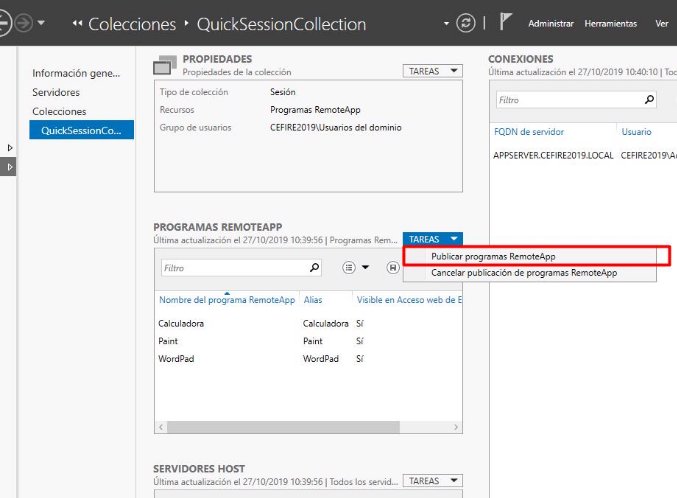 Colecciones QuickSessionCollection
Administrar Herramientas Ver
Información gene...
Servidores
Colecciones
QuickSessionCo...
PROPIEDADES
Propiedades de la colección
TAREAS
Tipo de colección Sesión
Recursos Programas RemoteApp
Grupo de usuarios CEFIRE2019\Usuarios del dominio
CONEXIONES
Última actualización el 27/10/2019 10:40:10 | Todo
Filtro
FQDN de servidor Usuario
APPSERVER.CEFIRE2019.LOCAL CEFIRE2019\A
PROGRAMAS REMOTEAPP
Última actualización el 27/10/2019 10:39:56 | Programas Rem...
TAREAS
Publicar programas RemoteApp
Cancelar publicación de programas RemoteApp
Filtro
Nombre del programa RemoteApp Alias Visible en Acceso web de E
Calculadora Calculadora Sí
Paint Paint Sí
WordPad WordPad Sí
SERVIDORES HOST
Última actualización el 27/10/2019 10:39:56 | Todos los servid...
TAREAS